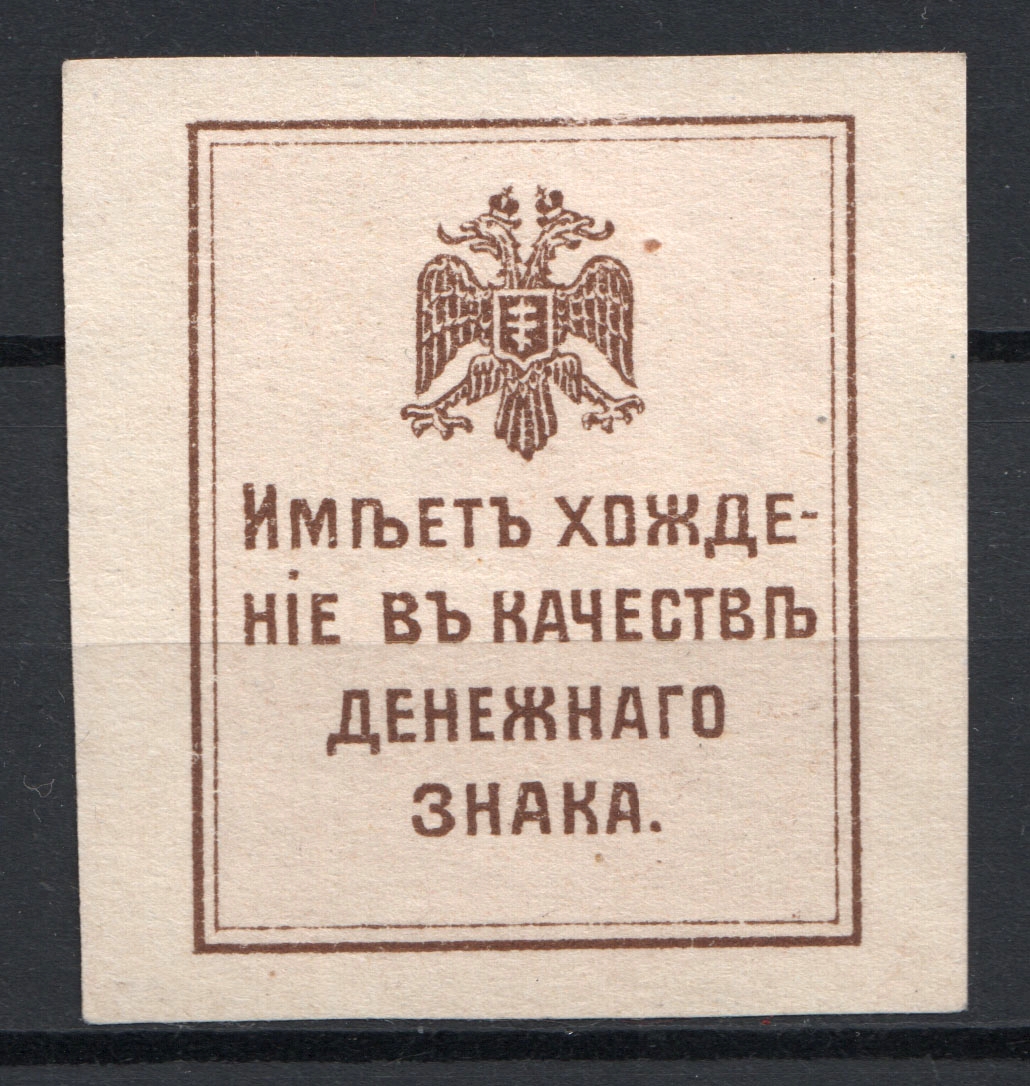 Имѣетъ хожде-
ніе въ качествѣ
денежнаго
знака.